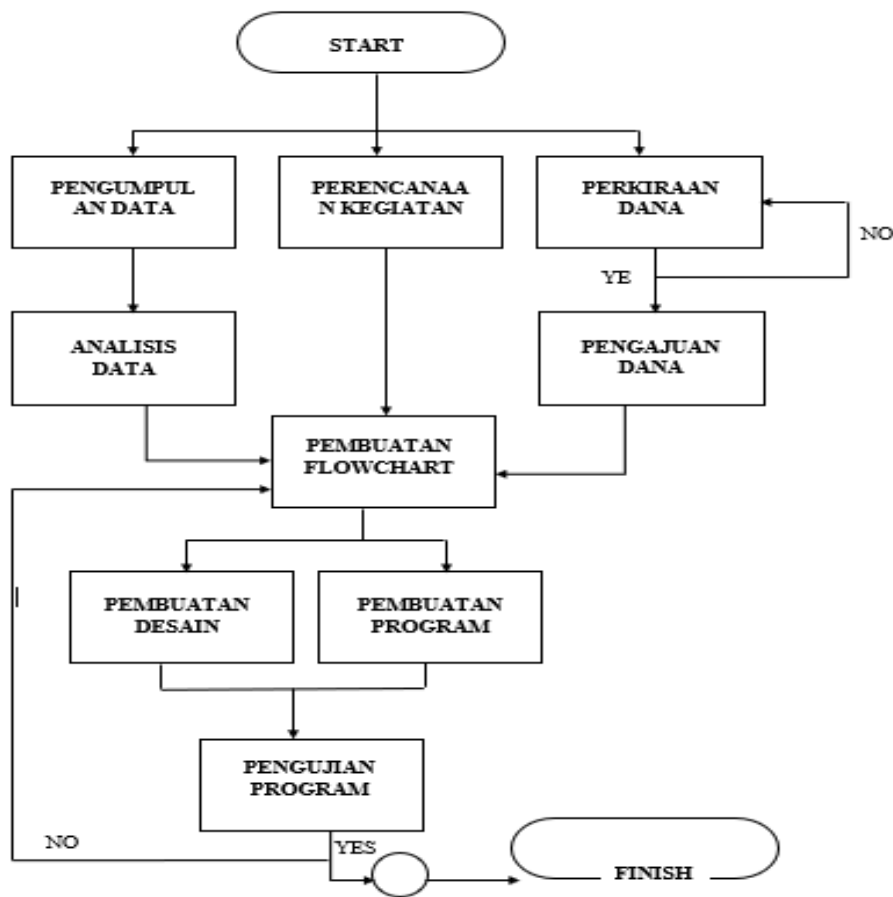 START
PENGUMPUL
AN DATA
PERENCANAA
N KEGIATAN
PERKIRAAN
DANA
NO
YE
ANALISIS
DATA
PENGAJUAN
DANA
PEMBUATAN
FLOWCHART
PEMBUATAN
DESAIN
PEMBUATAN
PROGRAM
PENGUJIAN
PROGRAM
NO
YES
FINISH